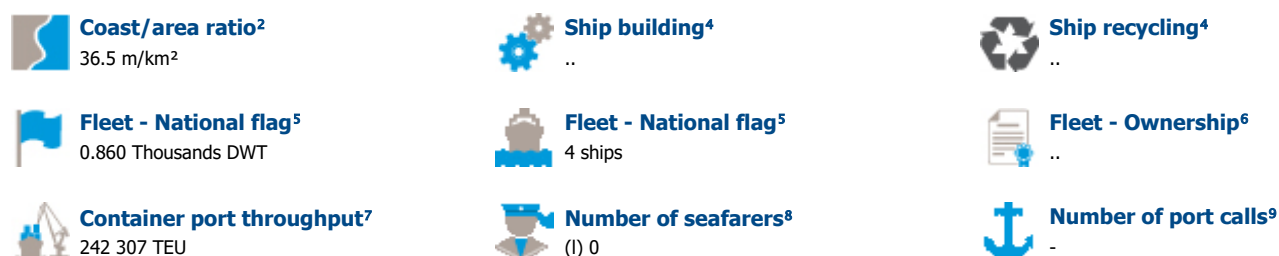 Coast/area ratio²
36.5 m/km²
Ship building⁴
..
Ship recycling⁴
..
Fleet - National flag⁵
0.860 Thousands DWT
Fleet - National flag⁵
4 ships
Fleet - Ownership⁶
..
Container port throughput⁷
242 307 TEU
Number of seafarers⁸
(l) 0
Number of port calls⁹
-